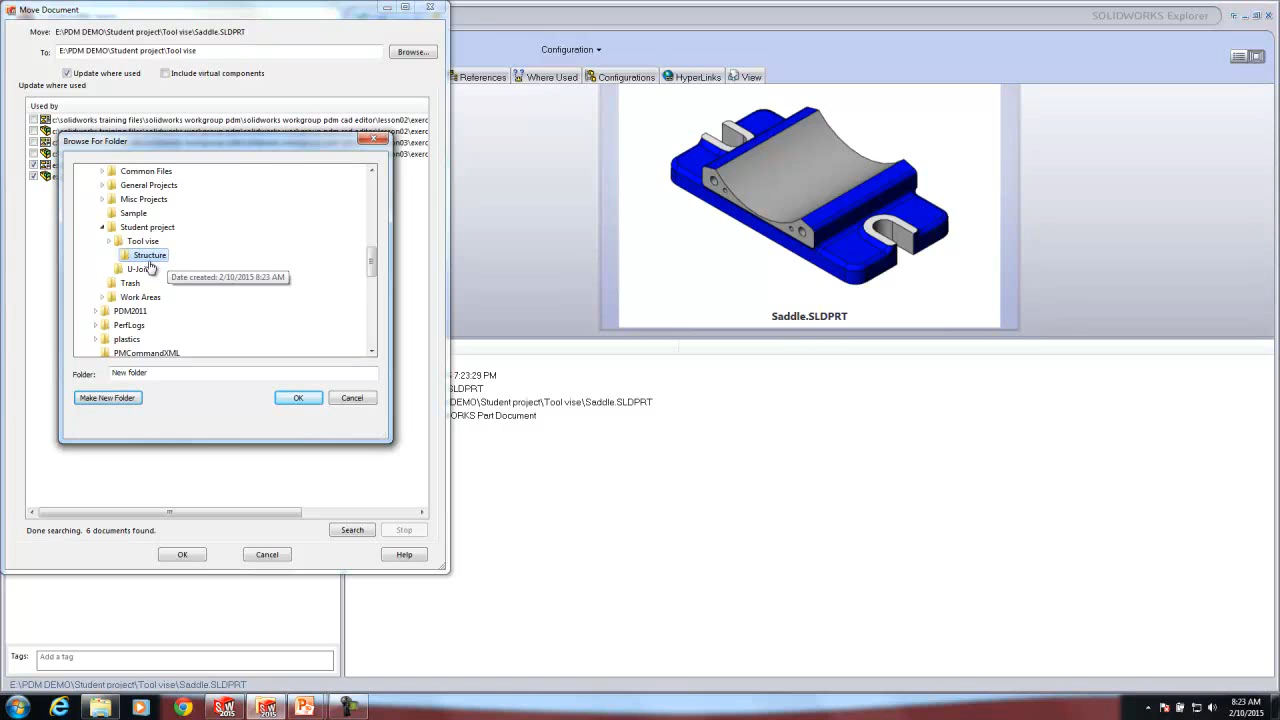 Move Document
SOLIDWORKS Explorer
Move: E:\PDM DEMO\Student project\Tool vise\Saddle.SLDPRT
To: E:\PDM DEMO\Student project\Tool vise
Browse...
Configuration
Update where used
Include virtual components
References
Where Used
Configurations
HyperLinks
View
Update where used
Used by
c:\solidworks training files\solidworks workgroup pdm\solidworks workgroup pdm cad editor\lesson02\exerc
Browse For Folder
Common Files
General Projects
Misc Projects
Sample
Student project
Tool vise
Structure
Date created: 2/10/2015 8:23 AM
Trash
Work Areas
PDM2011
PerfLogs
plastics
PMCommandXML
Folder: New folder
Make New Folder
OK
Cancel
Saddle.SLDPRT
7:23:29 PM
SLDPRT
DEMO\Student project\Tool vise\Saddle.SLDPRT
ORKS Part Document
Done searching. 6 documents found.
Search
Stop
OK
Cancel
Help
Tags: Add a tag
E:\PDM DEMO\Student project\Tool vise\Saddle.SLDPRT
8:23 AM
2/10/2015